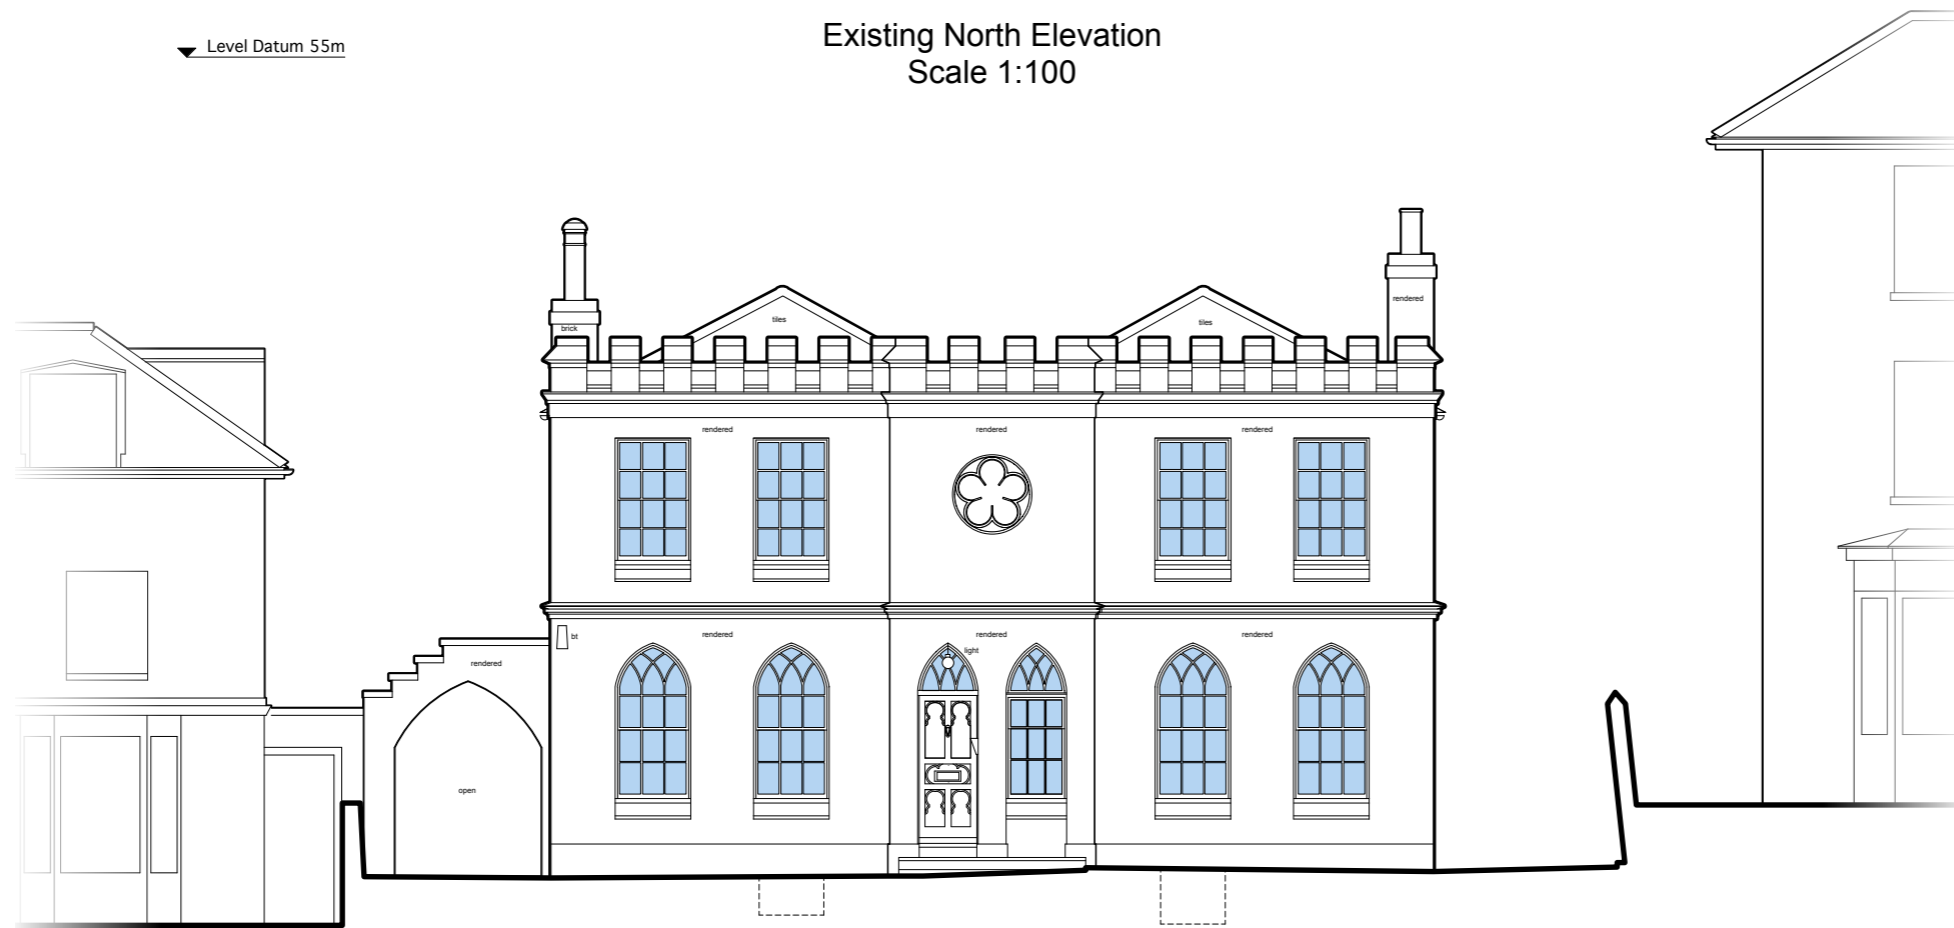 Existing North Elevation
Scale 1:100
Level Datum 55m
brick
tiles
tiles
rendered
rendered
rendered
rendered
bt
rendered
rendered
rendered
light
rendered
open